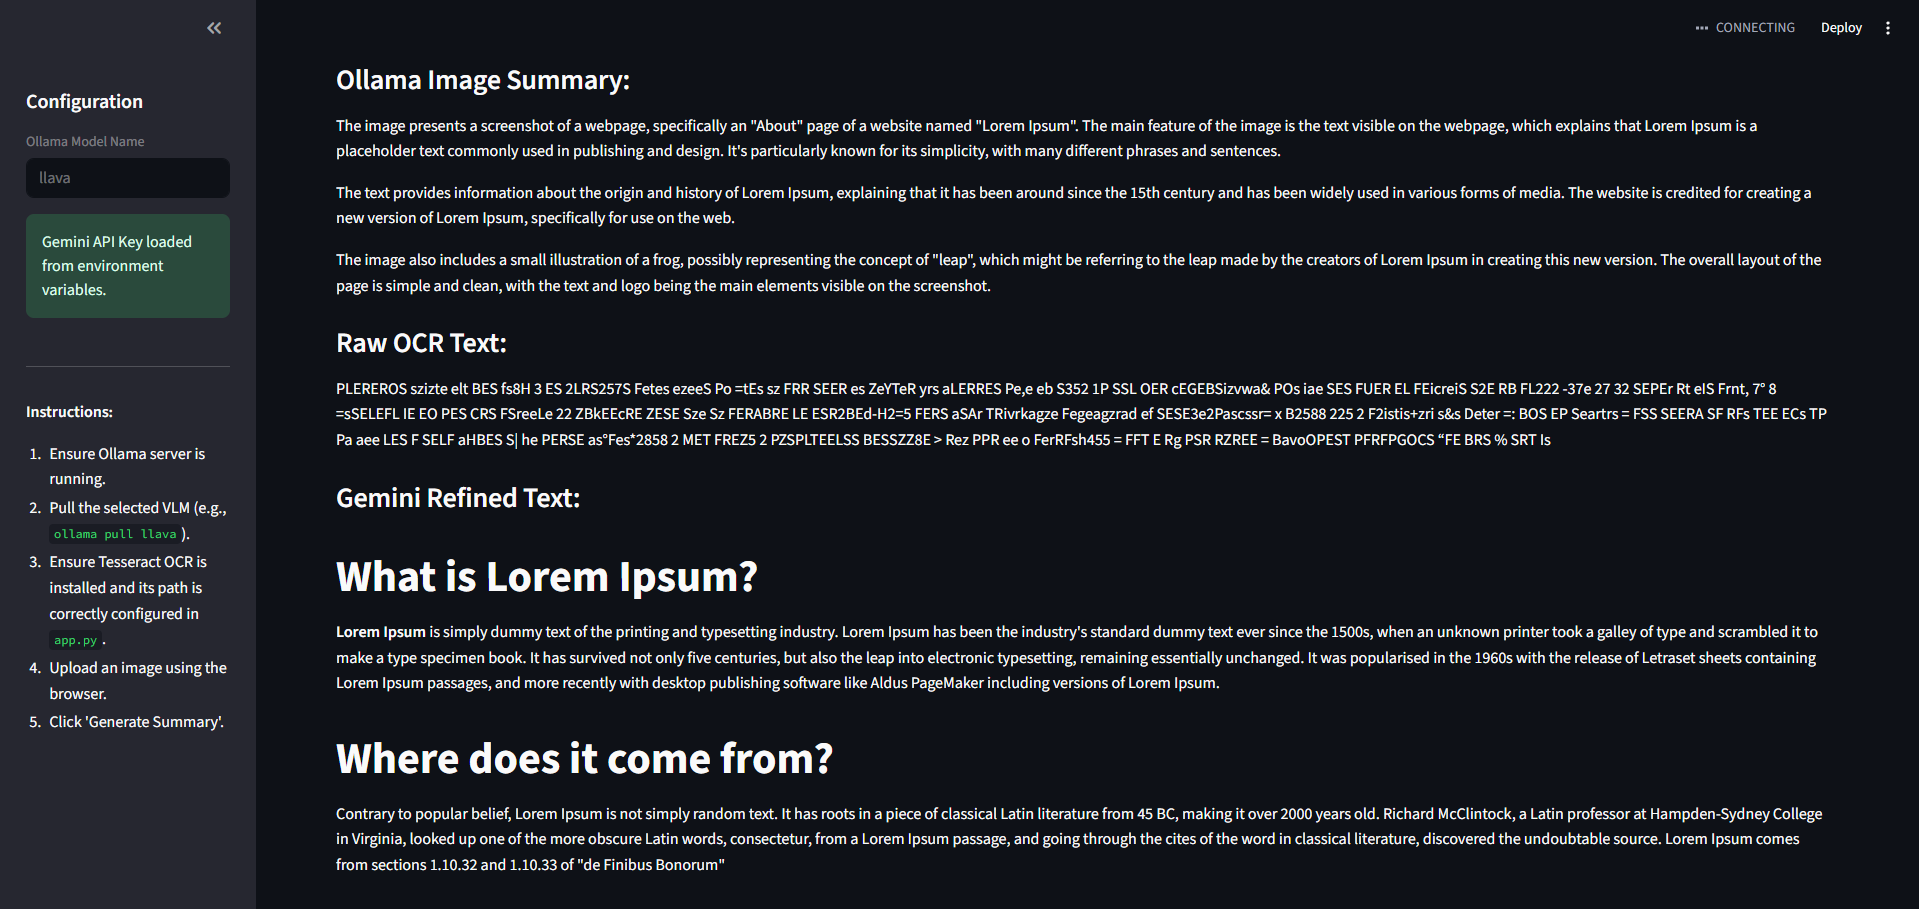 CONNECTING
Deploy
Configuration
Ollama Model Name
llava
Gemini API Key loaded
from environment
variables.
Instructions:
1. Ensure Ollama server is
running.
2. Pull the selected VLM (e.g.,
ollama pull llava ).
3. Ensure Tesseract OCR is
installed and its path is
correctly configured in
app.py .
4. Upload an image using the
browser.
5. Click 'Generate Summary'.
Ollama Image Summary:
The image presents a screenshot of a webpage, specifically an "About" page of a website named "Lorem Ipsum". The main feature of the image is the text visible on the webpage, which explains that Lorem Ipsum is a
placeholder text commonly used in publishing and design. It's particularly known for its simplicity, with many different phrases and sentences.
The text provides information about the origin and history of Lorem Ipsum, explaining that it has been around since the 15th century and has been widely used in various forms of media. The website is credited for creating a
new version of Lorem Ipsum, specifically for use on the web.
The image also includes a small illustration of a frog, possibly representing the concept of "leap", which might be referring to the leap made by the creators of Lorem Ipsum in creating this new version. The overall layout of the
page is simple and clean, with the text and logo being the main elements visible on the screenshot.
Raw OCR Text:
PLEREROS szizte elt BES fs8H 3 ES 2LRS257S Fetes ezeeS Po =tEs sz FRR SEER es ZeYTeR yrs aLERRES Pe,e eb S352 1P SSL OER cEGEBSizvwa& POs iae SES FUER EL FEicreiS S2E RB FL222 -37e 27 32 SEPEr Rt eIS Frnt, 7° 8
=sSELEFL IE EO PES CRS FSreeLe 22 ZBkEEcRE ZESE Sze Sz FERABRE LE ESR2BEd-H2=5 FERS aSAr TRivrkagze Fegeagzrad ef SESE3e2Pascssr= x B2588 225 2 F2istis+zri s&s Deter =: BOS EP Seartrs = FSS SEERA SF RFs TEE ECs TP
Pa aee LES F SELF aHBES S| he PERSE as°Fes*2858 2 MET FREZ5 2 PZSPLTEELSS BESSZZ8E > Rez PPR ee o FerRFsh455 = FFT E Rg PSR RZREE = BavoOPEST PFRFPGOCS “FE BRS % SRT Is
Gemini Refined Text:
What is Lorem Ipsum?
Lorem Ipsum is simply dummy text of the printing and typesetting industry. Lorem Ipsum has been the industry's standard dummy text ever since the 1500s, when an unknown printer took a galley of type and scrambled it to
make a type specimen book. It has survived not only five centuries, but also the leap into electronic typesetting, remaining essentially unchanged. It was popularised in the 1960s with the release of Letraset sheets containing
Lorem Ipsum passages, and more recently with desktop publishing software like Aldus PageMaker including versions of Lorem Ipsum.
Where does it come from?
Contrary to popular belief, Lorem Ipsum is not simply random text. It has roots in a piece of classical Latin literature from 45 BC, making it over 2000 years old. Richard McClintock, a Latin professor at Hampden-Sydney College
in Virginia, looked up one of the more obscure Latin words, consectetur, from a Lorem Ipsum passage, and going through the cites of the word in classical literature, discovered the undoubtable source. Lorem Ipsum comes
from sections 1.10.32 and 1.10.33 of "de Finibus Bonorum"